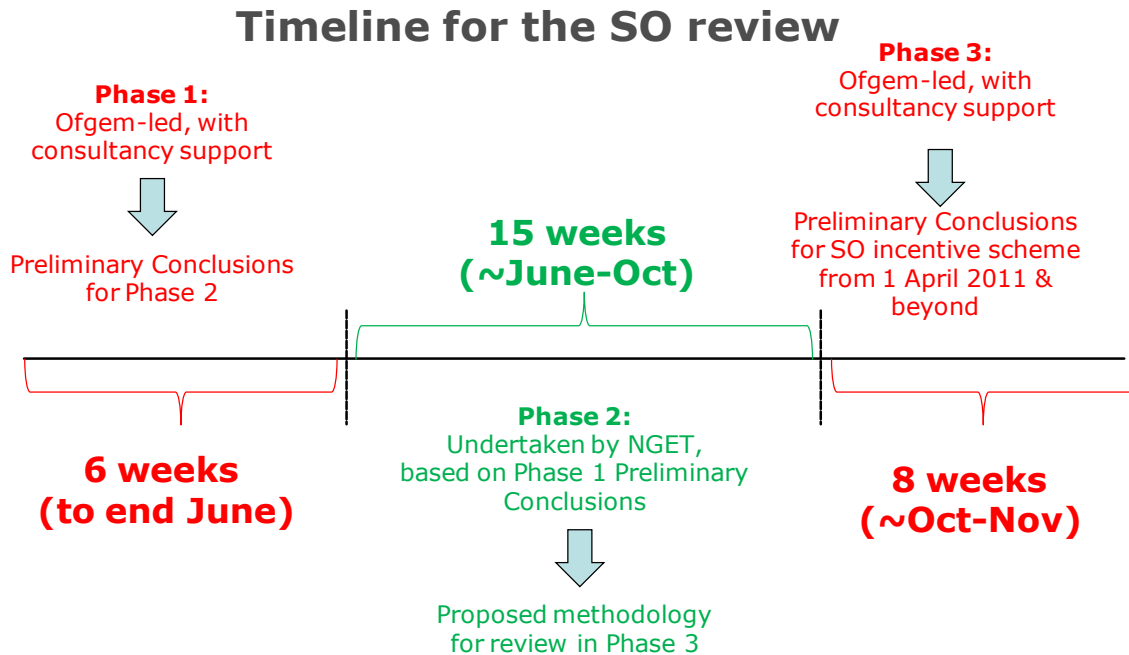 Timeline for the SO review
Phase 1:
Ofgem-led, with
consultancy support
Preliminary Conclusions
for Phase 2
6 weeks
(to end June)
15 weeks
(~June-Oct)
Phase 2:
Undertaken by NGET,
based on Phase 1 Preliminary
Conclusions
Proposed methodology
for review in Phase 3
Phase 3:
Ofgem-led, with
consultancy support
Preliminary Conclusions
for SO incentive scheme
from 1 April 2011 &
beyond
8 weeks
(~Oct-Nov)